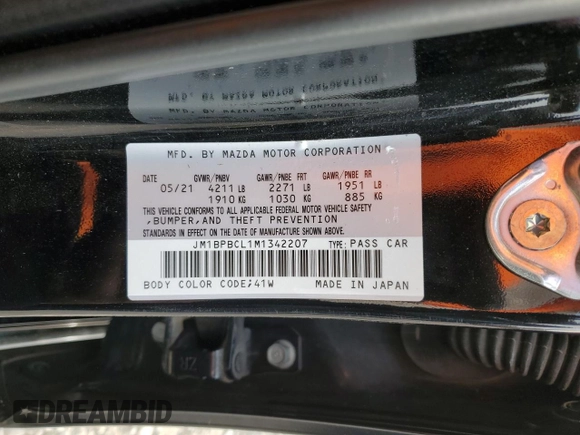 MFD. BY MAZDA MOTOR CORPORATION
DATE GVWR/PNBV GAWR/PNBE FRT GAWR/PNBE RR
05/21 4211 LB 2271 LB 1951 LB
1910 KG 1030 KG 885 KG
THIS VEHICLE CONFORMS TO ALL APPLICABLE FEDERAL MOTOR VEHICLE SAFETY
,BUMPER,AND THEFT PREVENTION
STANDARDS IN EFFECT ON THE DATE OF MANUFACTURE SHOWN ABOVE.
JM1BPBCL1M1342207 TYPE:PASS CAR
BODY COLOR CODE;41W MADE IN JAPAN
DREAMBID